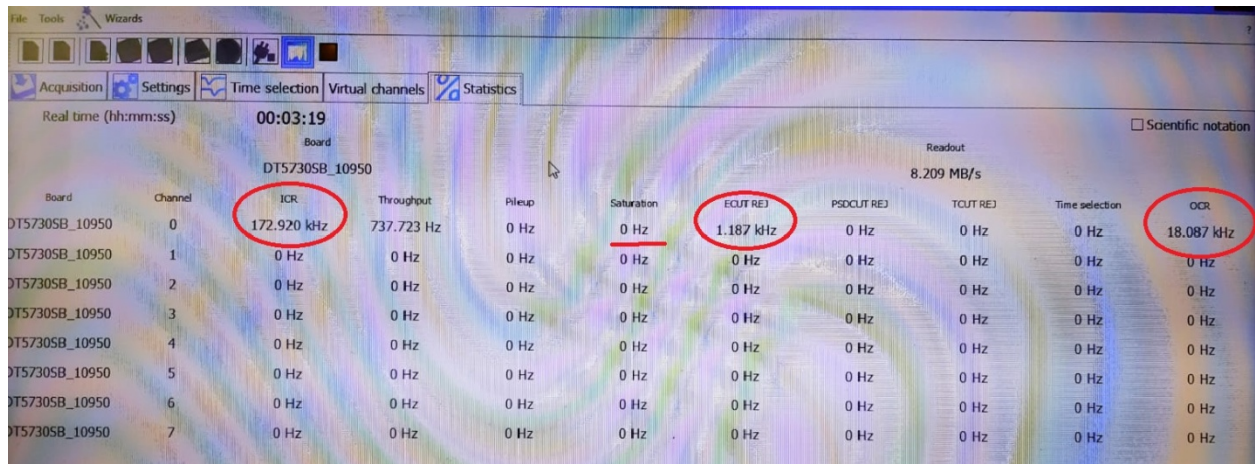 File Tools Wizards
?
Acquisition Settings Time selection Virtual channels Statistics
Real time (hh:mm:ss) 00:03:19 Scientific notation
Board Readout
DT5730SB_10950 8.209 MB/s
Board Channel ICR Throughput Pileup Saturation ECUT REJ PSDCUT REJ TCUT REJ Time selection OCR
DT5730SB_10950 0 172.920 kHz 737.723 Hz 0 Hz 0 Hz 1.187 kHz 0 Hz 0 Hz 0 Hz 18.087 kHz
DT5730SB_10950 1 0 Hz 0 Hz 0 Hz 0 Hz 0 Hz 0 Hz 0 Hz 0 Hz 0 Hz
DT5730SB_10950 2 0 Hz 0 Hz 0 Hz 0 Hz 0 Hz 0 Hz 0 Hz 0 Hz 0 Hz
DT5730SB_10950 3 0 Hz 0 Hz 0 Hz 0 Hz 0 Hz 0 Hz 0 Hz 0 Hz 0 Hz
DT5730SB_10950 4 0 Hz 0 Hz 0 Hz 0 Hz 0 Hz 0 Hz 0 Hz 0 Hz 0 Hz
DT5730SB_10950 5 0 Hz 0 Hz 0 Hz 0 Hz 0 Hz 0 Hz 0 Hz 0 Hz 0 Hz
DT5730SB_10950 6 0 Hz 0 Hz 0 Hz 0 Hz 0 Hz 0 Hz 0 Hz 0 Hz 0 Hz
DT5730SB_10950 7 0 Hz 0 Hz 0 Hz 0 Hz 0 Hz 0 Hz 0 Hz 0 Hz 0 Hz